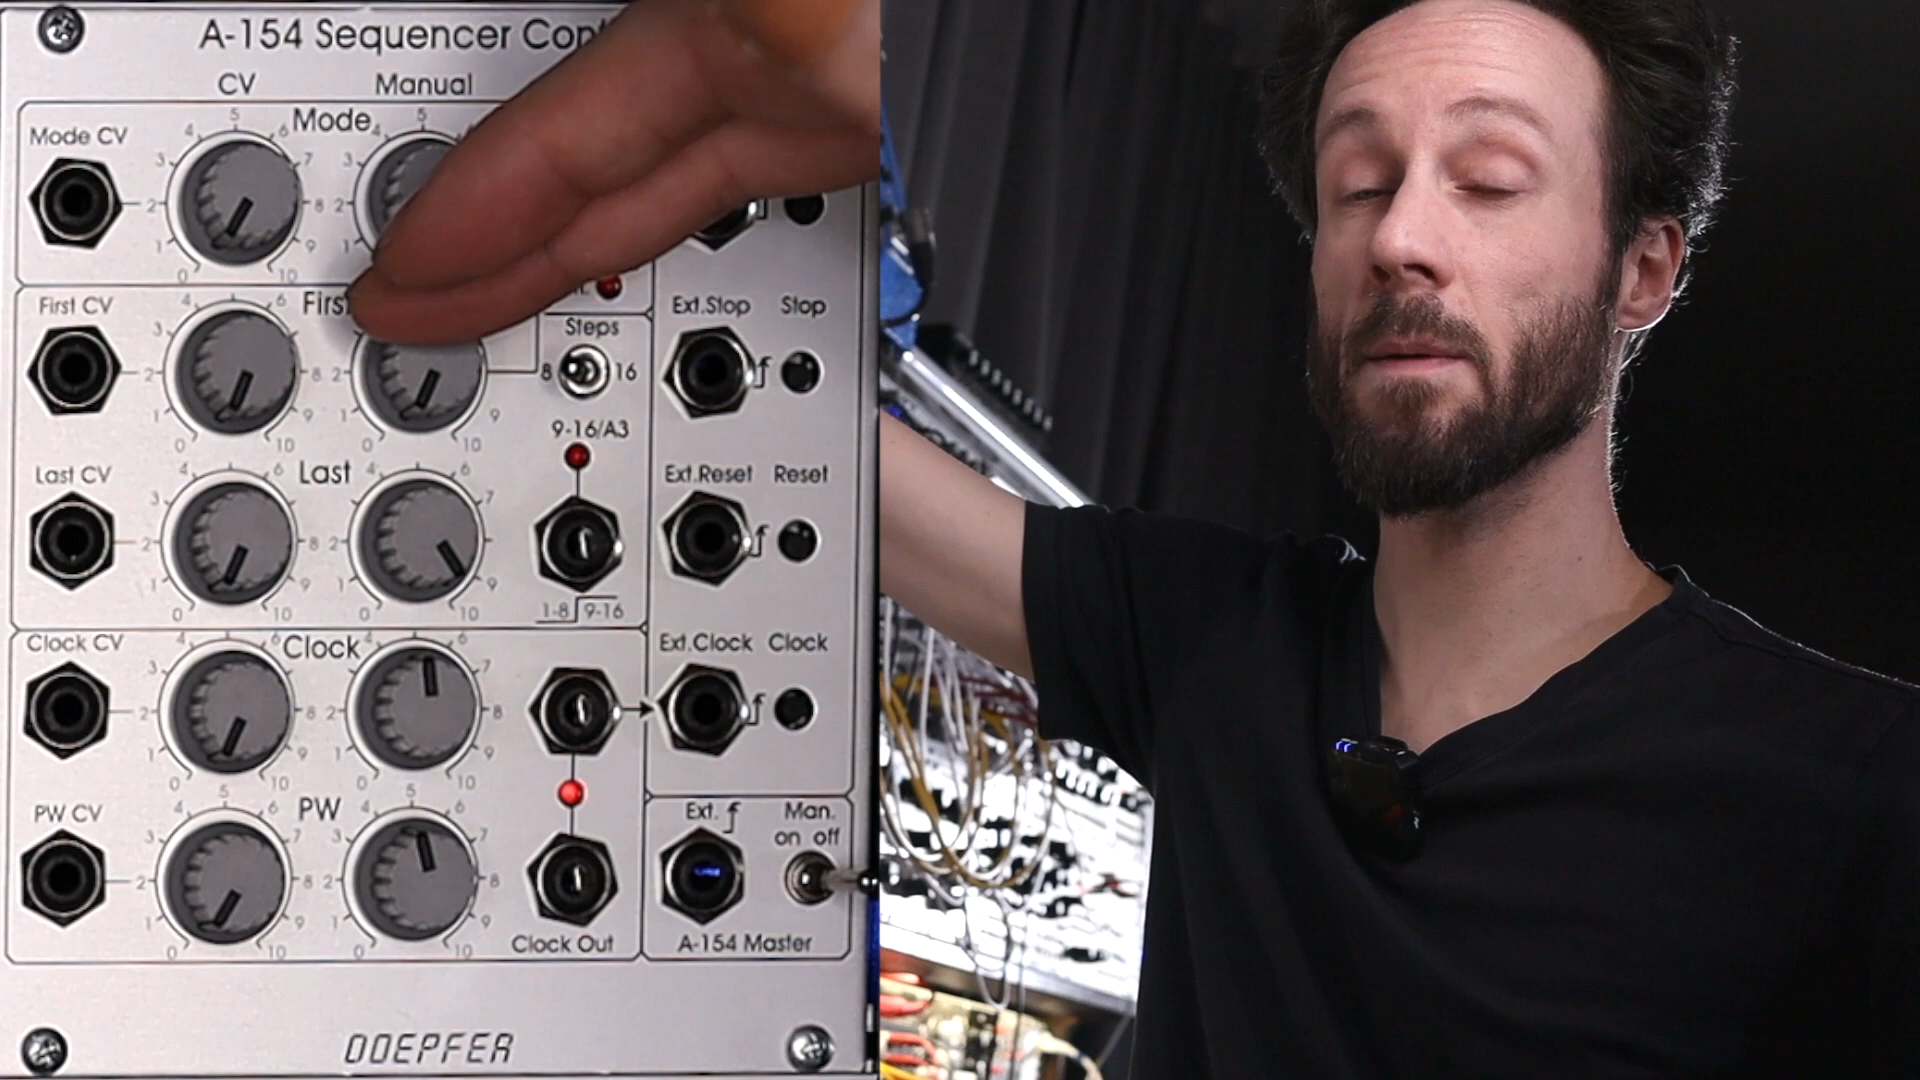 A-154 Sequencer
CV Manual
Mode
Mode CV
First CV
First
Ext.Stop Stop
Steps
8 16
9-16/A3
Last CV
Last
Ext.Reset Reset
1-8 9-16
Clock CV
Clock
Ext.Clock Clock
PW CV
PW
Ext. Man.
on off
Clock Out
A-154 Master
DOEPFER